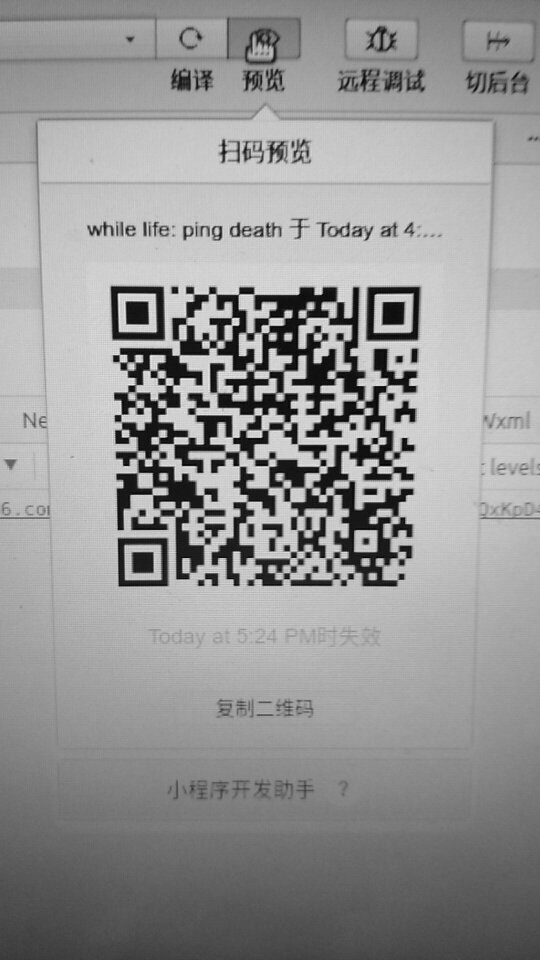 编译 预览 远程调试 切后台
扫码预览
while life: ping death 于 Today at 4:...
Ne
Wxml
t levels
6.co
0xKpD4
Today at 5:24 PM时失效
复制二维码
小程序开发助手 ?